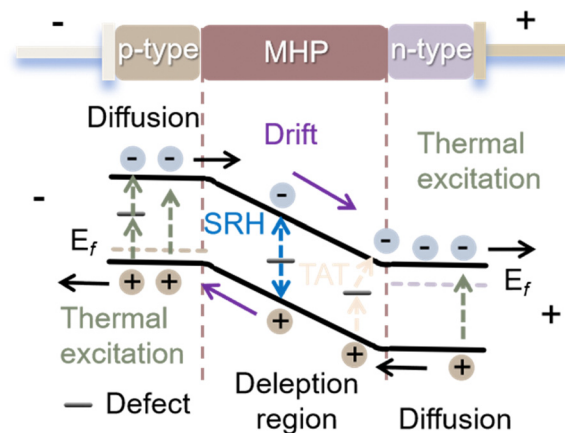 - +
p-type MHP n-type
Diffusion
Drift
Thermal
excitation
- - - - -
-
SRH
E_f
TAT
E_f
+ + + + +
+
Thermal
excitation
Defect
Deleption
region
Diffusion